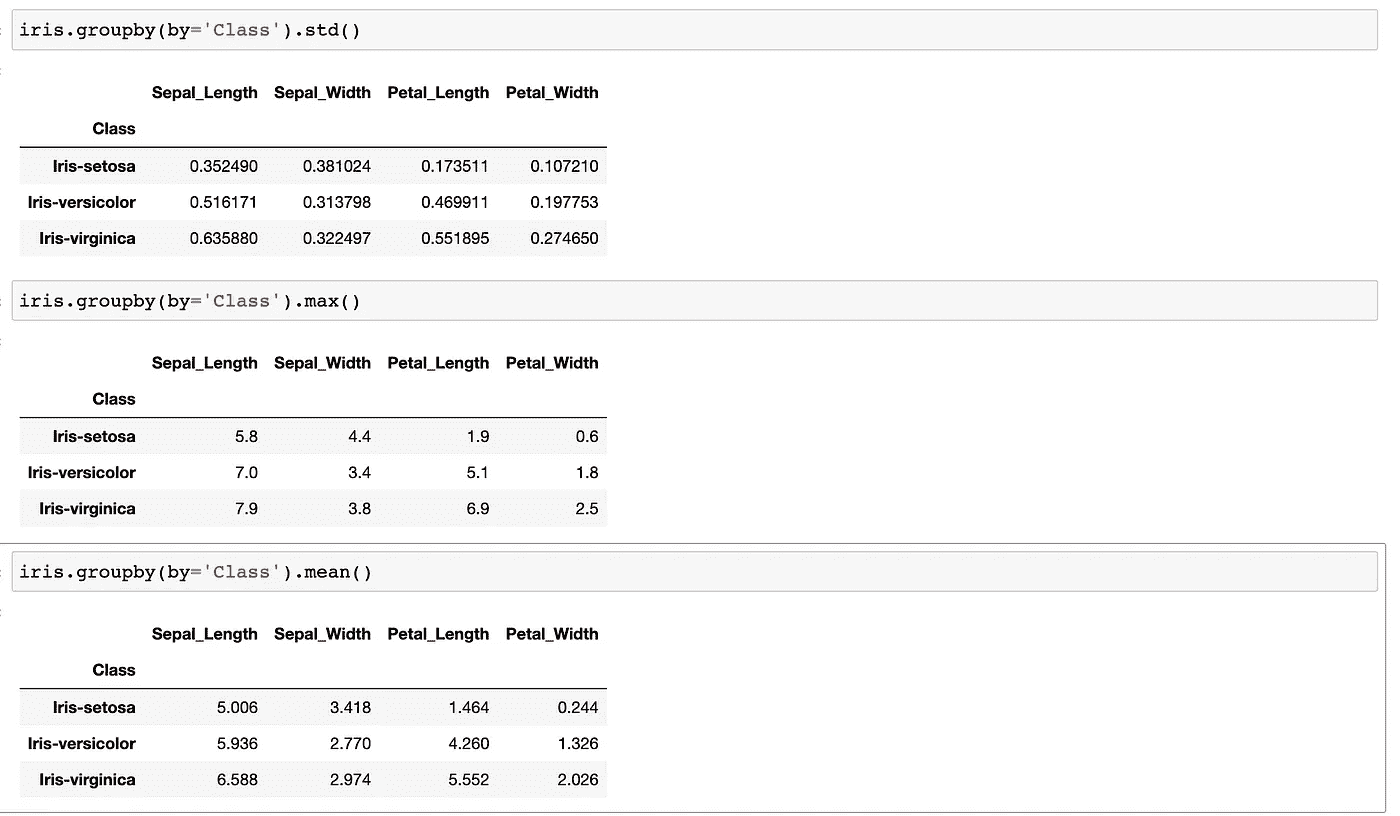 iris.groupby(by='Class').std()
Sepal_Length Sepal_Width Petal_Length Petal_Width
Class
Iris-setosa 0.352490 0.381024 0.173511 0.107210
Iris-versicolor 0.516171 0.313798 0.469911 0.197753
Iris-virginica 0.635880 0.322497 0.551895 0.274650
iris.groupby(by='Class').max()
Sepal_Length Sepal_Width Petal_Length Petal_Width
Class
Iris-setosa 5.8 4.4 1.9 0.6
Iris-versicolor 7.0 3.4 5.1 1.8
Iris-virginica 7.9 3.8 6.9 2.5
iris.groupby(by='Class').mean()
Sepal_Length Sepal_Width Petal_Length Petal_Width
Class
Iris-setosa 5.006 3.418 1.464 0.244
Iris-versicolor 5.936 2.770 4.260 1.326
Iris-virginica 6.588 2.974 5.552 2.026